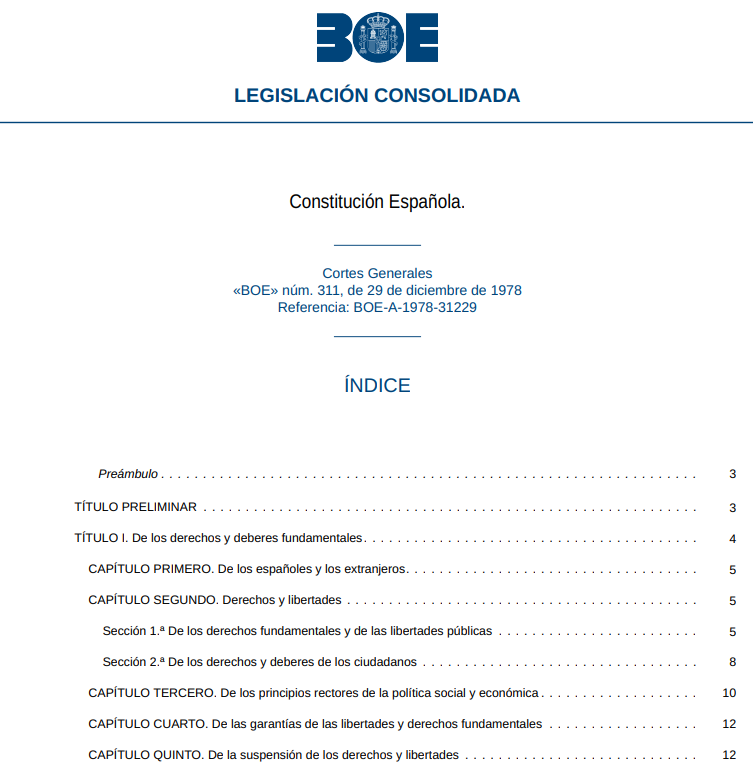 BOE
LEGISLACIÓN CONSOLIDADA
Constitución Española.
Cortes Generales
«BOE» núm. 311, de 29 de diciembre de 1978
Referencia: BOE-A-1978-31229
ÍNDICE
Preámbulo . . . . . . . . . . . . . . . . . . . . . . . . . . . . . . 3
TÍTULO PRELIMINAR . . . . . . . . . . . . . . . . . . . . . . . . . . . . . . 3
TÍTULO I. De los derechos y deberes fundamentales. . . . . . . . . . . . . . . . . . . . 4
CAPÍTULO PRIMERO. De los españoles y los extranjeros. . . . . . . . . . . . . . . . . . . . 5
CAPÍTULO SEGUNDO. Derechos y libertades . . . . . . . . . . . . . . . . . . . . 5
Sección 1.ª De los derechos fundamentales y de las libertades públicas . . . . . . . . . . . . . . . 5
Sección 2.ª De los derechos y deberes de los ciudadanos . . . . . . . . . . . . . . . . . . . . 8
CAPÍTULO TERCERO. De los principios rectores de la política social y económica . . . . . . . . . . . . 10
CAPÍTULO CUARTO. De las garantías de las libertades y derechos fundamentales . . . . . . . . . . . . 12
CAPÍTULO QUINTO. De la suspensión de los derechos y libertades . . . . . . . . . . . . . . . . . 12